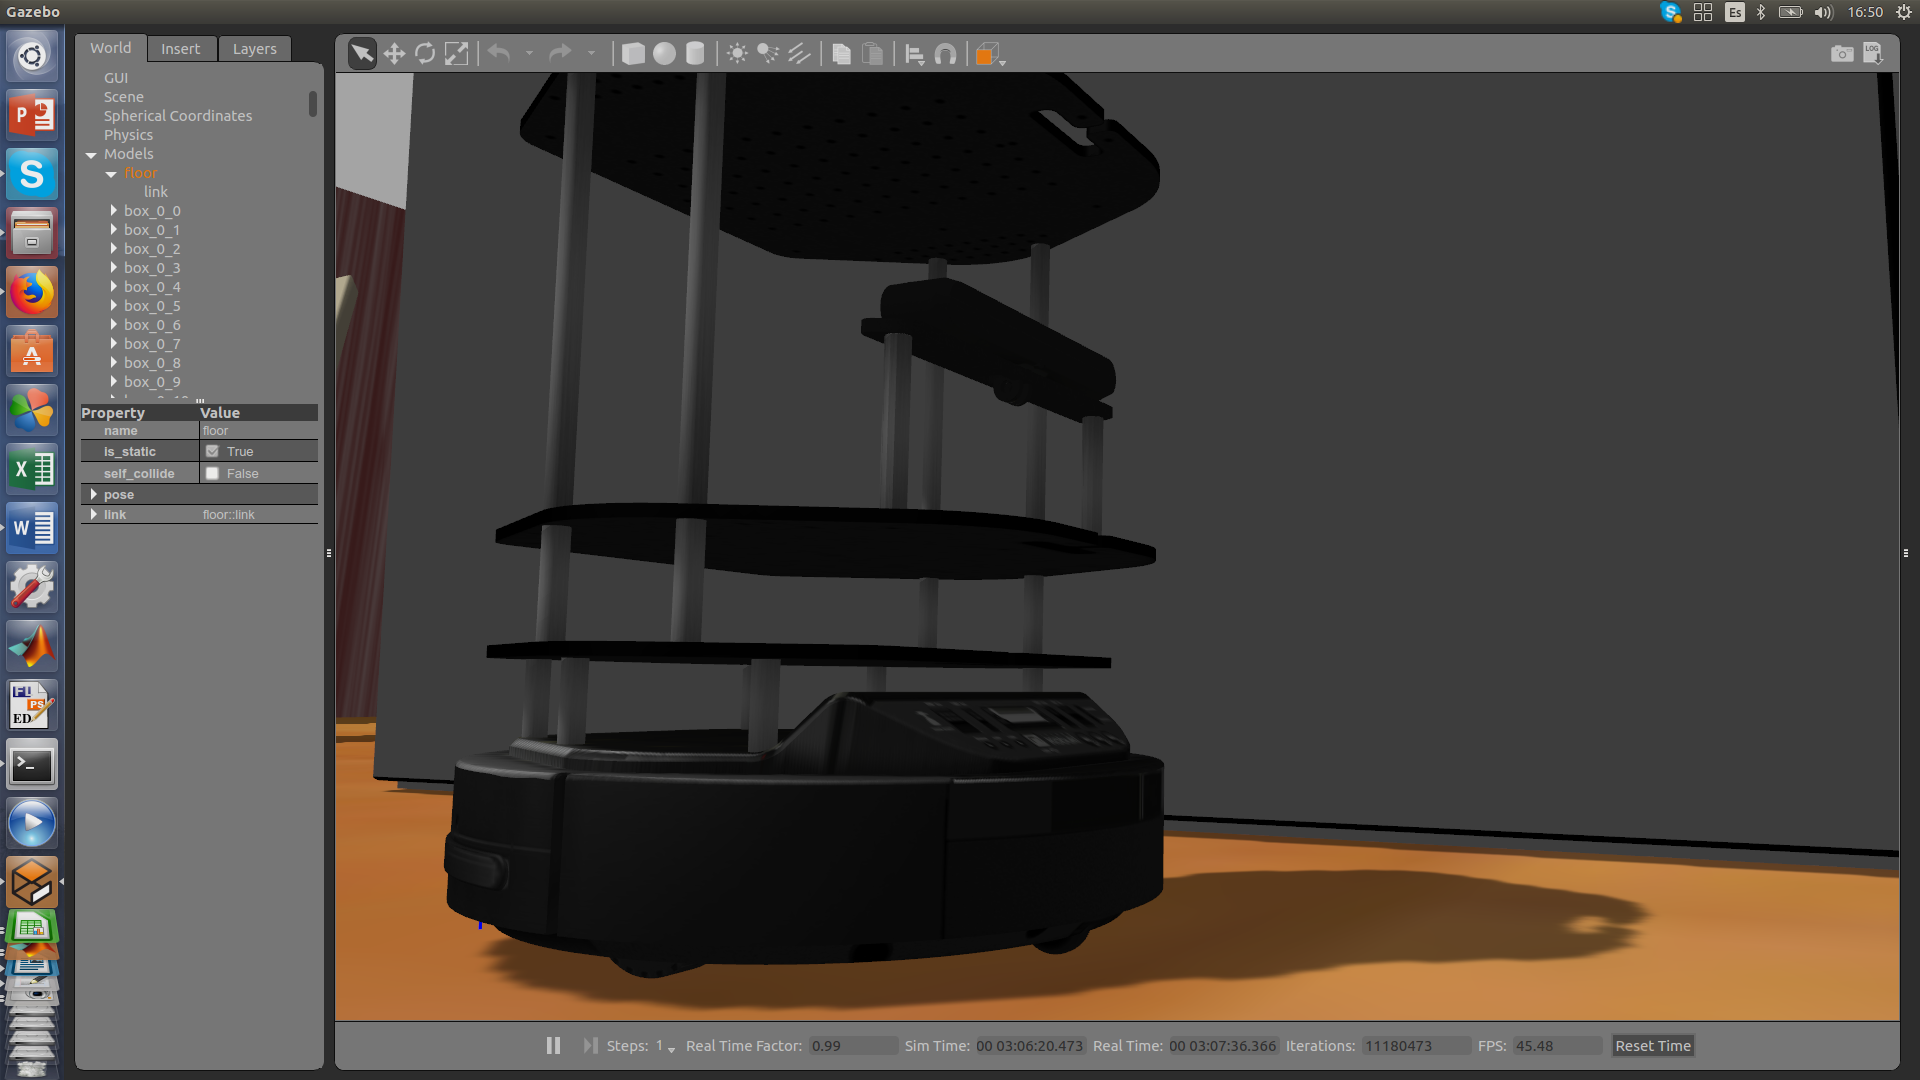 Gazebo
Es
16:50
World Insert Layers
LOG
GUI
Scene
Spherical Coordinates
Physics
Models
floor
link
box_0_0
box_0_1
box_0_2
box_0_3
box_0_4
box_0_5
box_0_6
box_0_7
box_0_8
box_0_9
Property Value
name floor
is_static True
self_collide False
pose
link floor::link
Steps: 1 Real Time Factor: 0.99 Sim Time: 00 03:06:20.473 Real Time: 00 03:07:36.366 Iterations: 11180473 FPS: 45.48 Reset Time